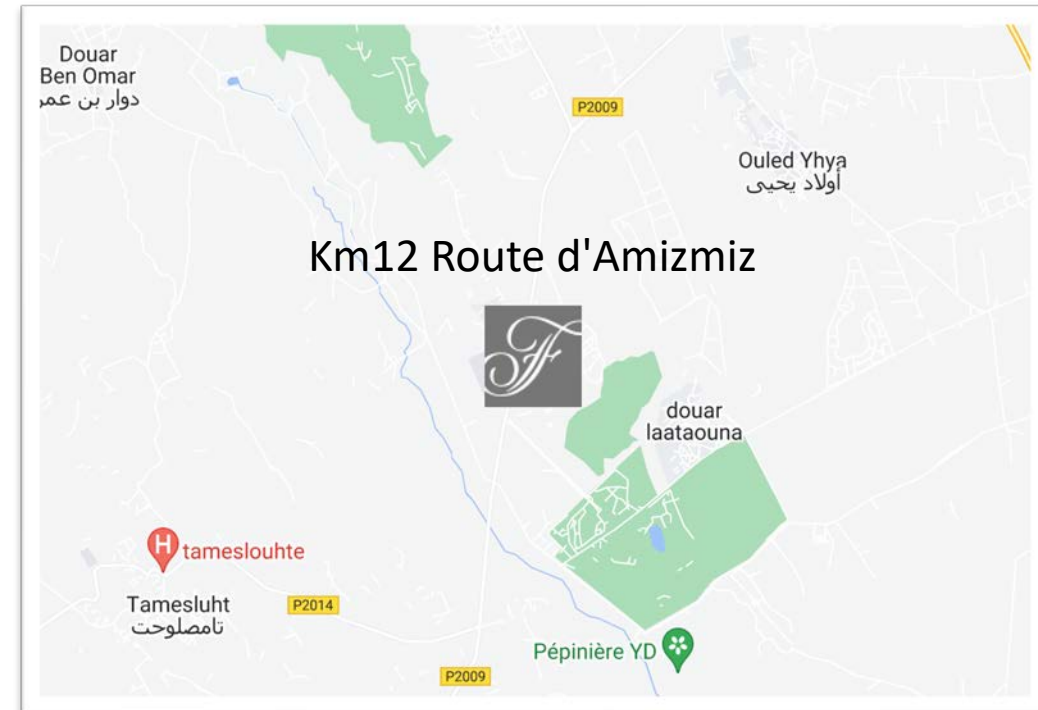 Douar
Ben Omar
دوار بن عمر
P2009
Ouled Yhya
أولاد يحيى
Km12 Route d'Amizmiz
douar
laataouna
H
tameslouhte
Tamesluht
تامصلوحت
P2014
Pépinière YD
P2009